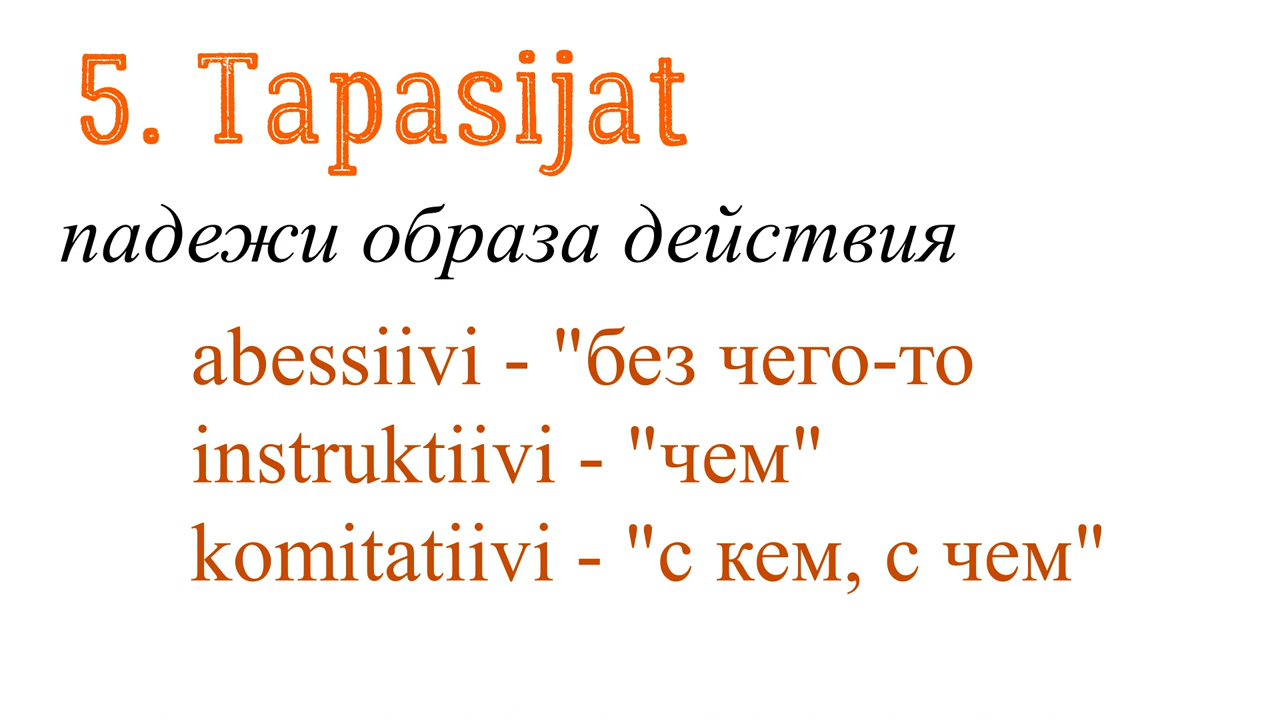 5. Tapasijat
падежи образа действия
abessiivi - "без чего-то
instruktiivi - "чем"
komitatiivi - "с кем, с чем"